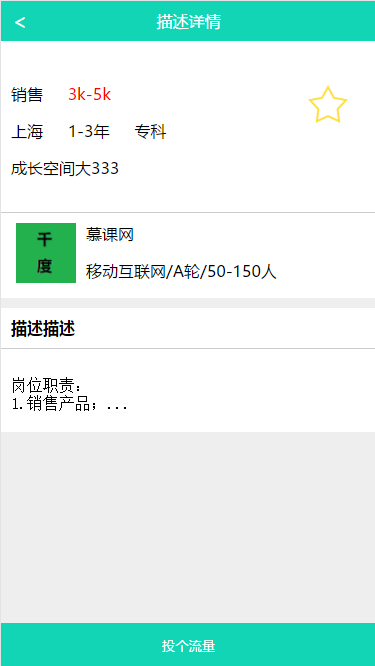 < 描述详情
销售 3k-5k
上海 1-3年 专科
成长空间大333
千度
慕课网
移动互联网/A轮/50-150人
描述描述
岗位职责：
1.销售产品；...
投个流量